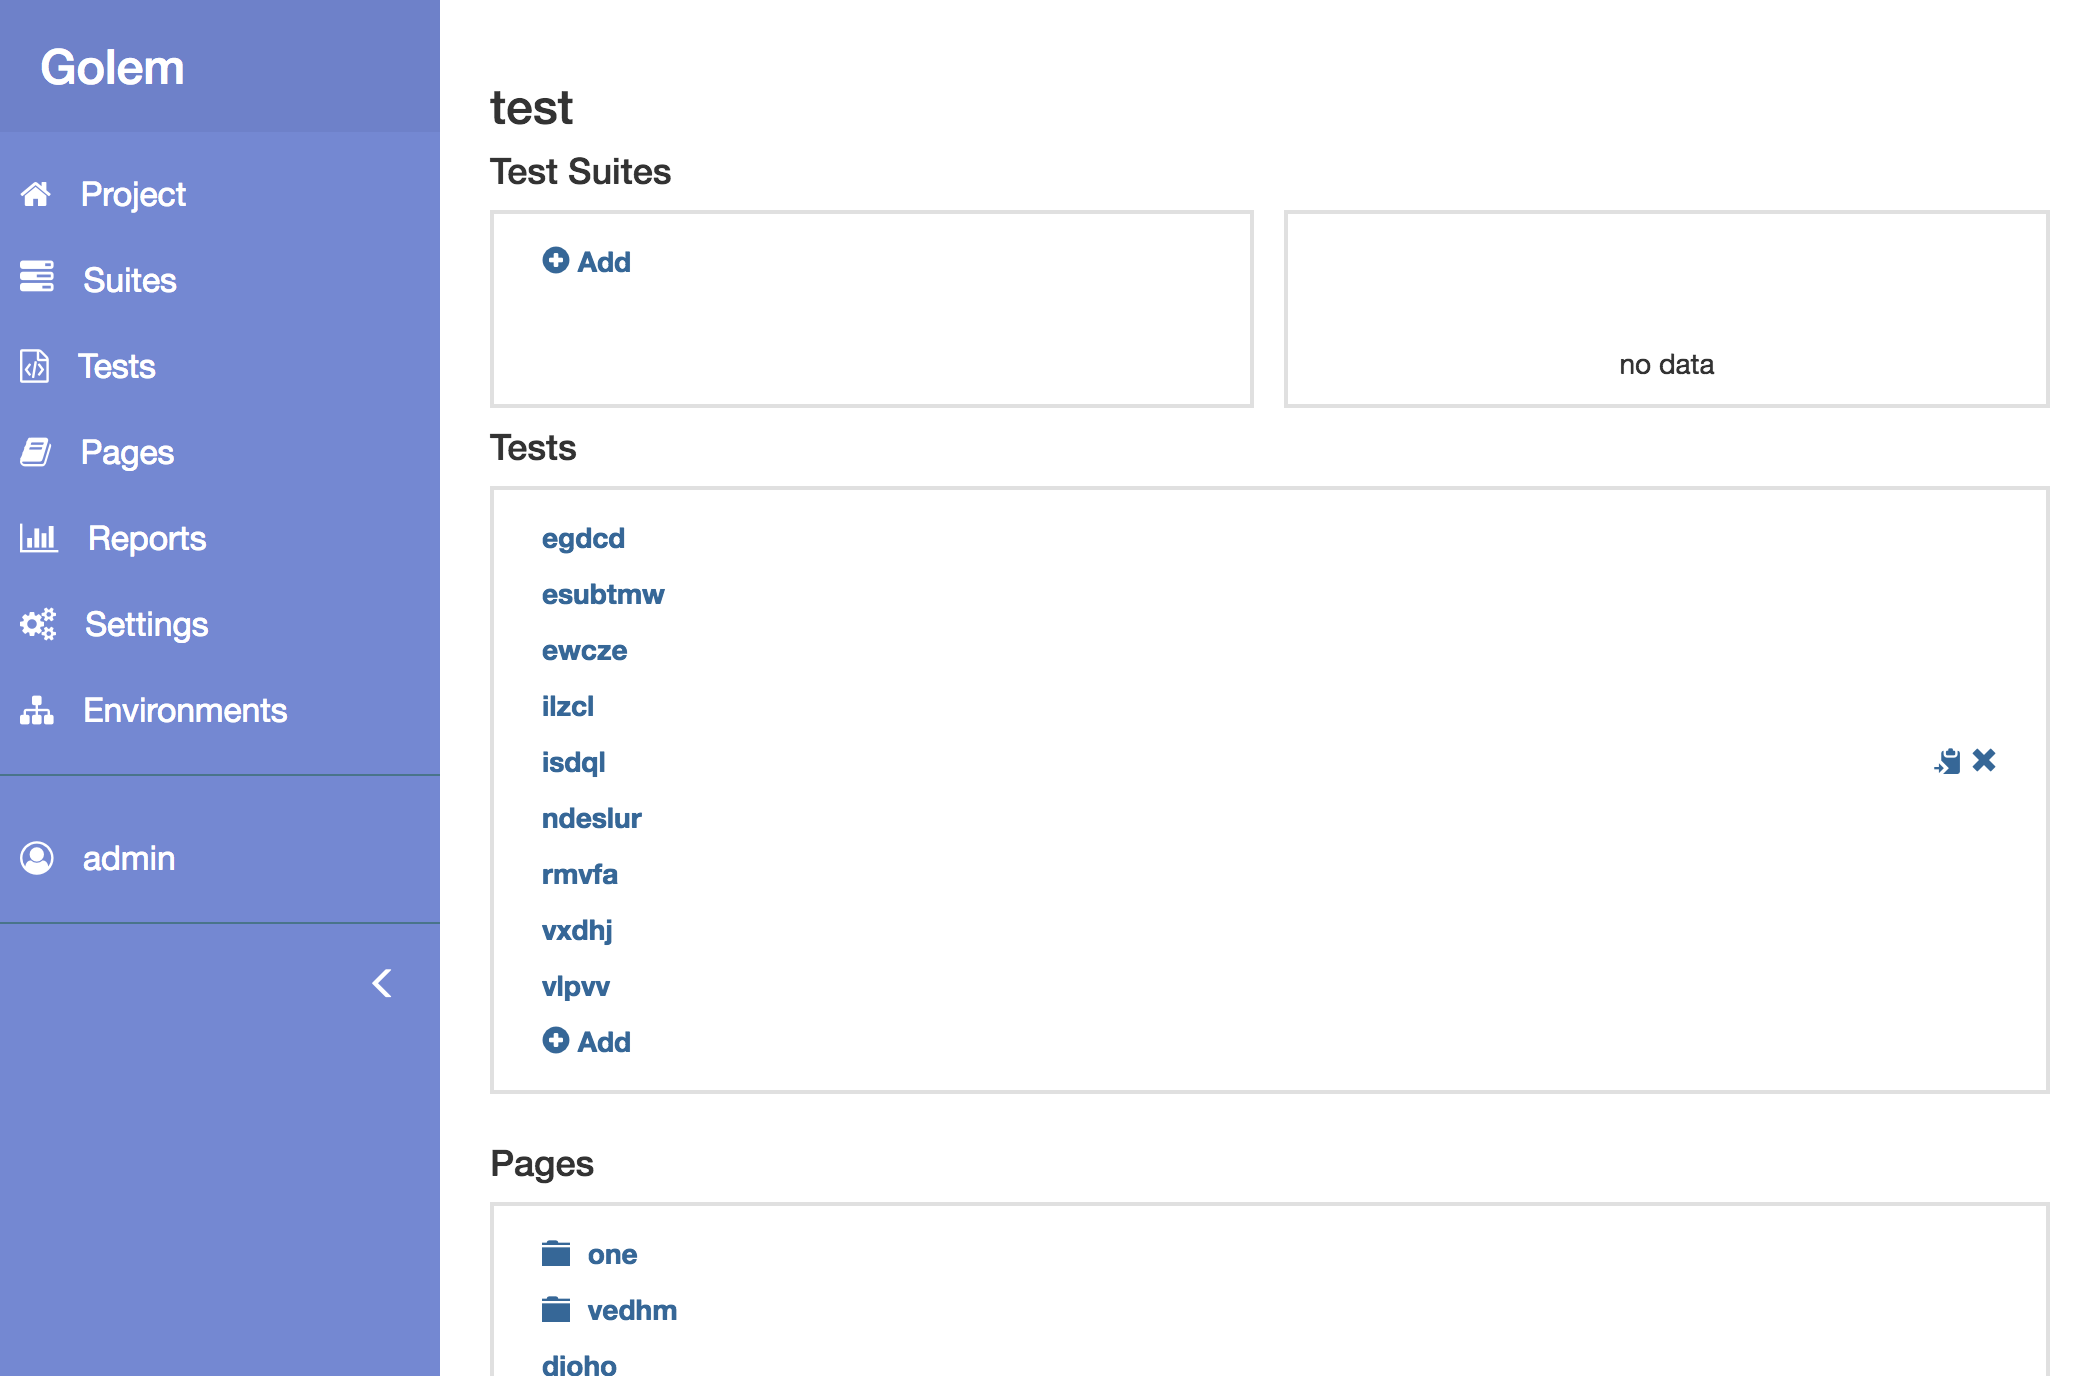 Golem
Project
Suites
Tests
Pages
Reports
Settings
Environments
admin
test
Test Suites
Add
no data
Tests
egdcd
esubtmw
ewcze
ilzcl
isdql
ndeslur
rmvfa
vxdhj
vlpvv
Add
Pages
one
vedhm
dioho